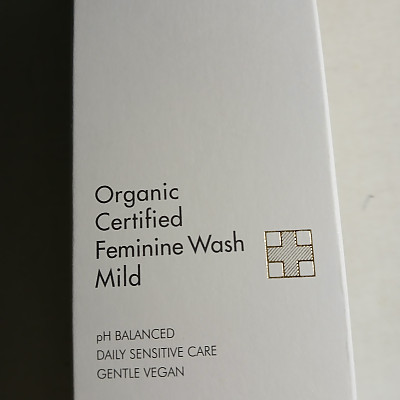 Organic
Certified
Feminine Wash
Mild
pH BALANCED
DAILY SENSITIVE CARE
GENTLE VEGAN